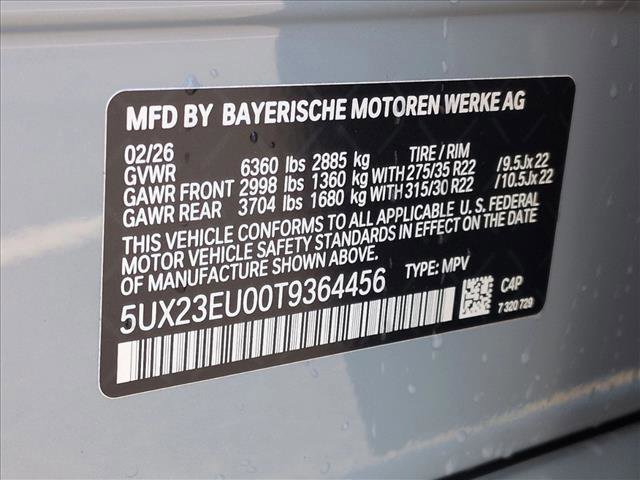 MFD BY BAYERISCHE MOTOREN WERKE AG
02/26 TIRE / RIM
GVWR 6360 lbs 2885 kg
GAWR FRONT 2998 lbs 1360 kg WITH 275/35 R22 /9.5Jx22
GAWR REAR 3704 lbs 1680 kg WITH 315/30 R22 /10.5Jx22
THIS VEHICLE CONFORMS TO ALL APPLICABLE U.S. FEDERAL
MOTOR VEHICLE SAFETY STANDARDS IN EFFECT ON THE DATE
OF MANUFACTURE SHOWN ABOVE.
5UX23EU00T9364456 TYPE: MPV
C4P
7 320 729